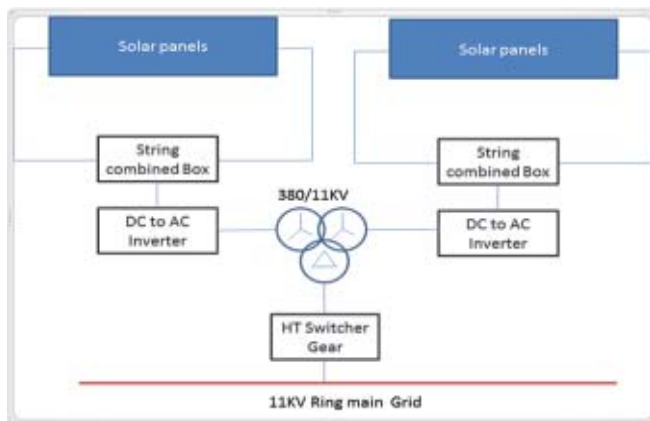 Solar panels
Solar panels
String
combined Box
String
combined Box
380/11KV
DC to AC
Inverter
DC to AC
Inverter
HT Switcher
Gear
11KV Ring main Grid